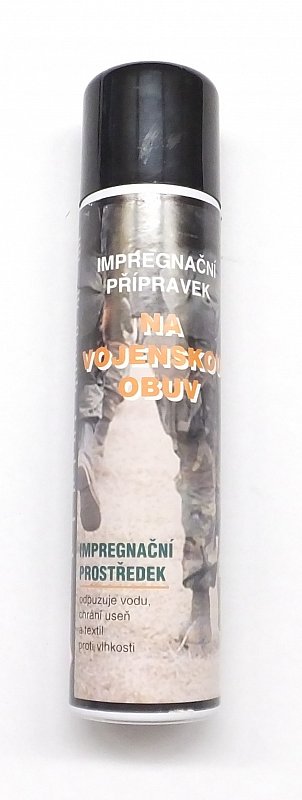 IMPREGNAČNÍ
PŘÍPRAVEK
NA
VOJENSKOU
OBUV
IMPREGNAČNÍ
PROSTŘEDEK
odpuzuje vodu,
chrání useň
a textil
proti vlhkosti